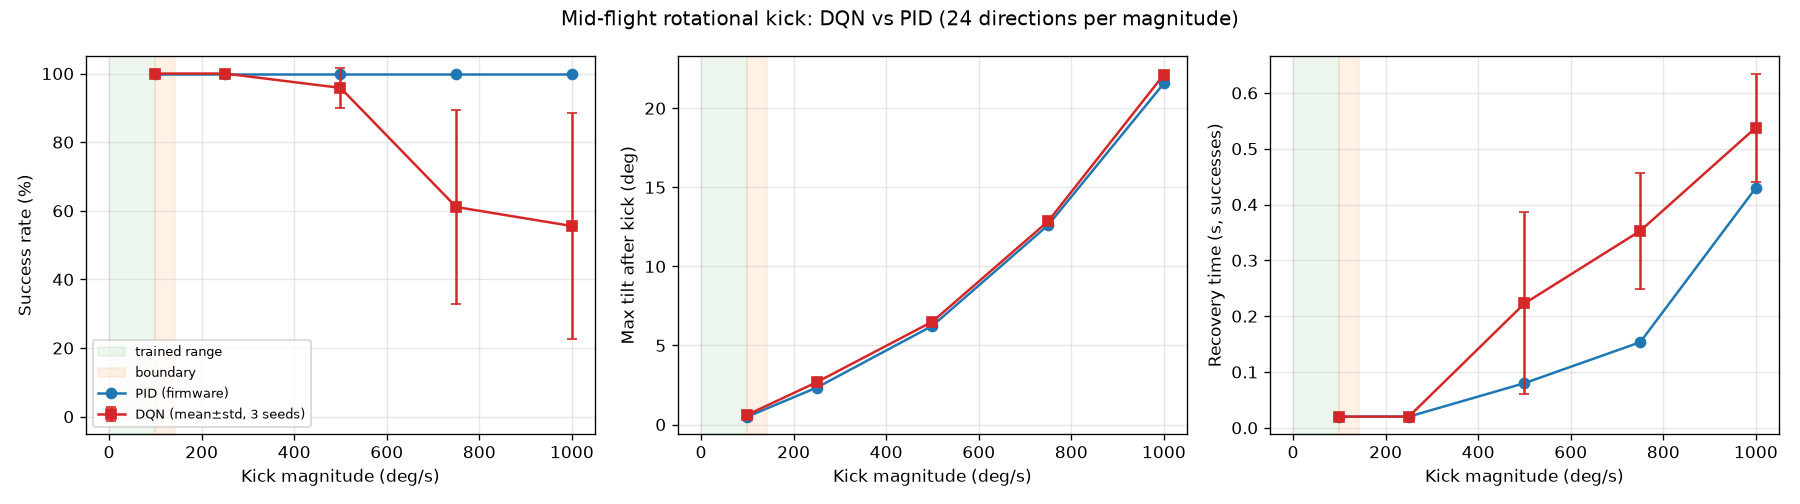 Mid-flight rotational kick: DQN vs PID (24 directions per magnitude)
Success rate (%)
100
80
60
40
20
0
trained range
boundary
PID (firmware)
DQN (mean±std, 3 seeds)
0 200 400 600 800 1000
Kick magnitude (deg/s)
Max tilt after kick (deg)
20
15
10
5
0
0 200 400 600 800 1000
Kick magnitude (deg/s)
Recovery time (s, successes)
0.6
0.5
0.4
0.3
0.2
0.1
0.0
0 200 400 600 800 1000
Kick magnitude (deg/s)